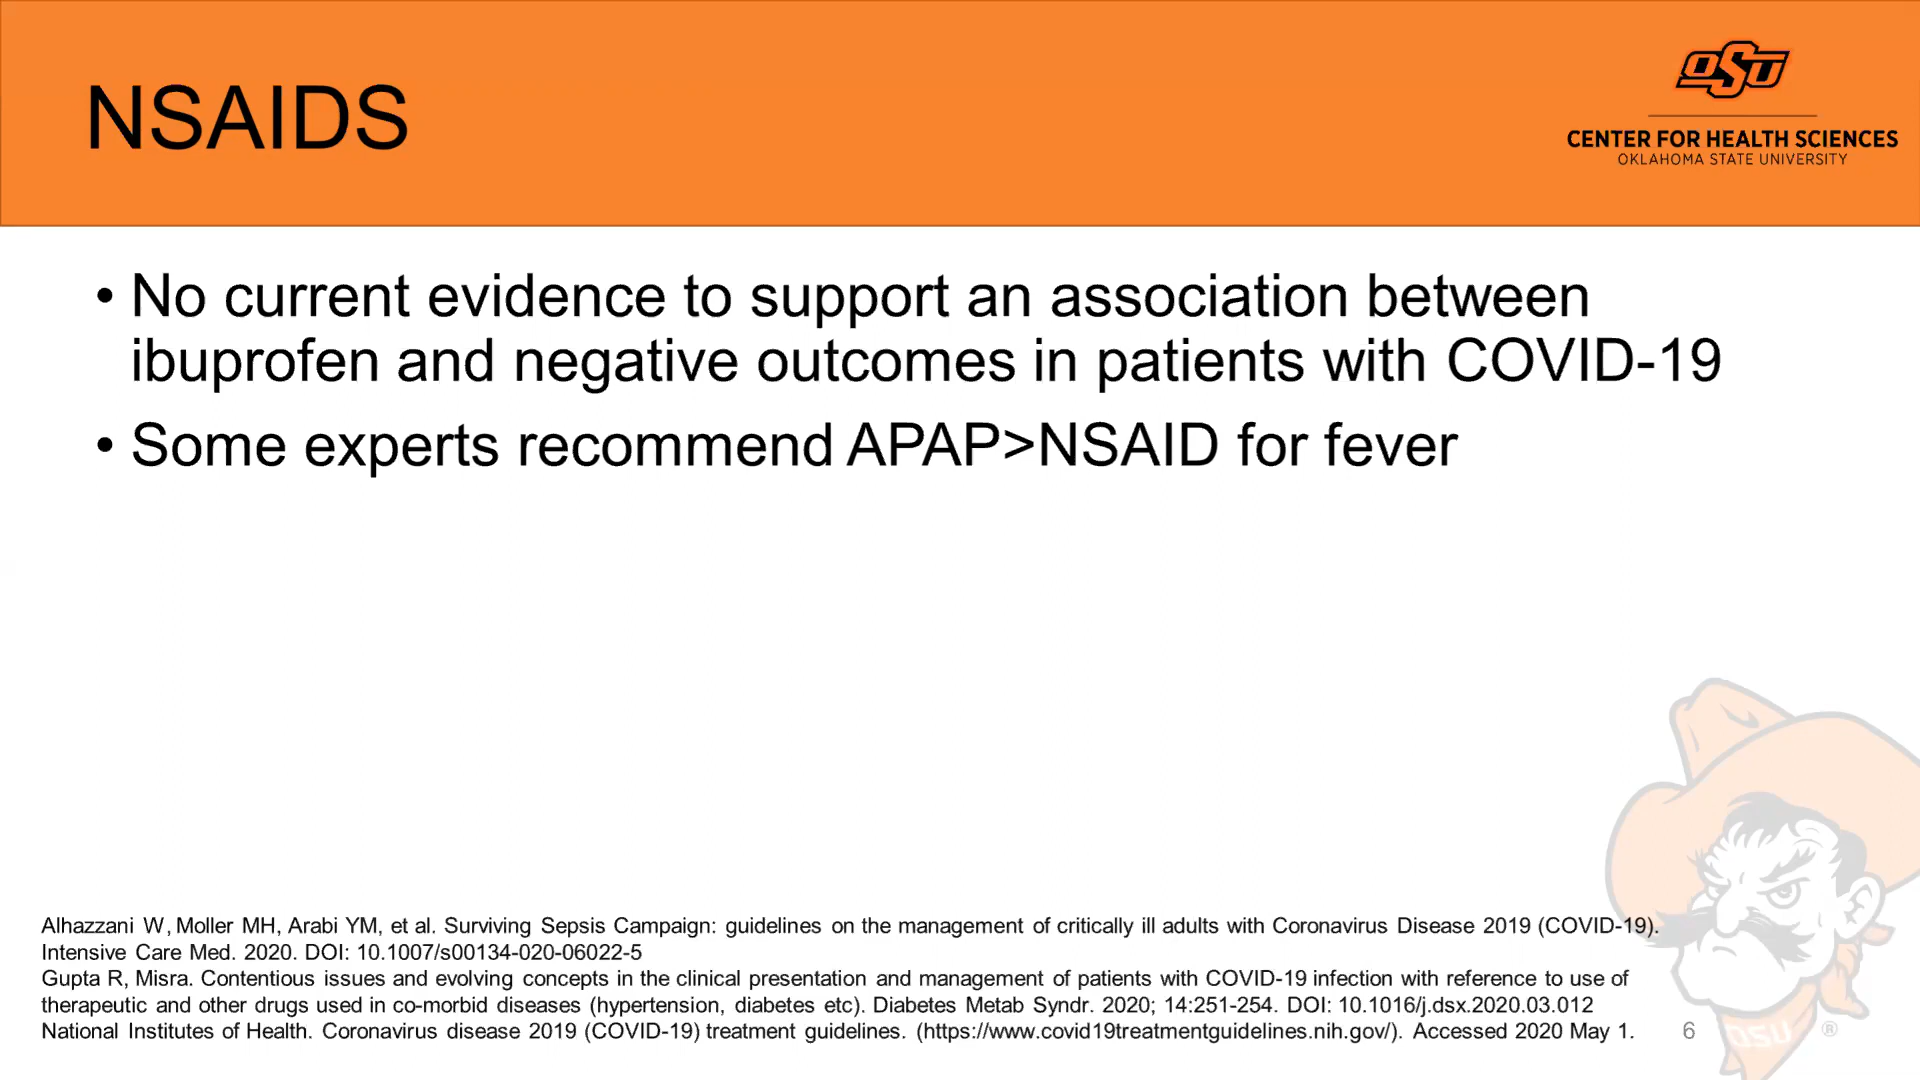 NSAIDS
OSU
CENTER FOR HEALTH SCIENCES
OKLAHOMA STATE UNIVERSITY
• No current evidence to support an association between
ibuprofen and negative outcomes in patients with COVID-19
• Some experts recommend APAP>NSAID for fever
Alhazzani W, Moller MH, Arabi YM, et al. Surviving Sepsis Campaign: guidelines on the management of critically ill adults with Coronavirus Disease 2019 (COVID-19).
Intensive Care Med. 2020. DOI: 10.1007/s00134-020-06022-5
Gupta R, Misra. Contentious issues and evolving concepts in the clinical presentation and management of patients with COVID-19 infection with reference to use of
therapeutic and other drugs used in co-morbid diseases (hypertension, diabetes etc). Diabetes Metab Syndr. 2020; 14:251-254. DOI: 10.1016/j.dsx.2020.03.012
National Institutes of Health. Coronavirus disease 2019 (COVID-19) treatment guidelines. (https://www.covid19treatmentguidelines.nih.gov/). Accessed 2020 May 1.
6
OSU
®